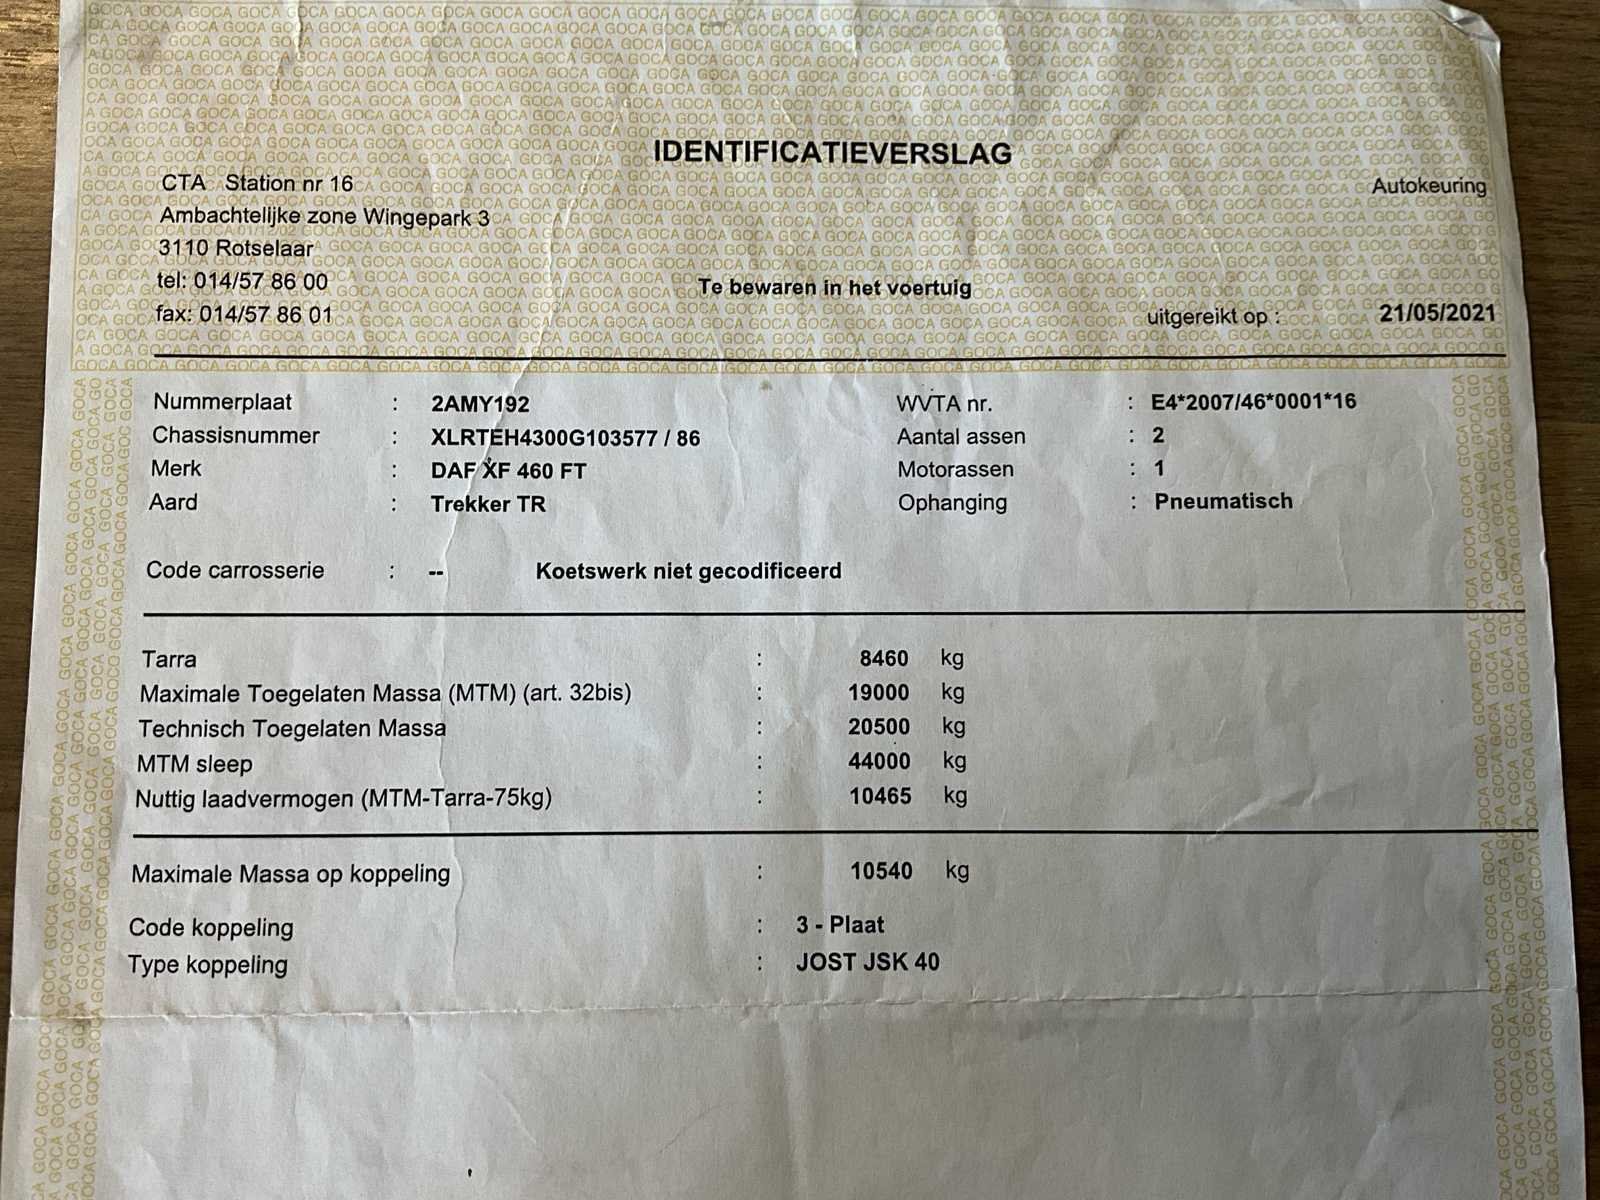 IDENTIFICATIEVERSLAG
CTA Station nr 16
Autokeuring
Ambachtelijke zone Wingepark 3
3110 Rotselaar
tel: 014/57 86 00
Te bewaren in het voertuig
fax: 014/57 86 01
uitgereikt op : 21/05/2021
Nummerplaat : 2AMY192 WVTA nr. : E4*2007/46*0001*16
Chassisnummer : XLRTEH4300G103577 / 86 Aantal assen : 2
Merk : DAF XF 460 FT Motorassen : 1
Aard : Trekker TR Ophanging : Pneumatisch
Code carrosserie : -- Koetswerk niet gecodificeerd
Tarra : 8460 kg
Maximale Toegelaten Massa (MTM) (art. 32bis) : 19000 kg
Technisch Toegelaten Massa : 20500 kg
MTM sleep : 44000 kg
Nuttig laadvermogen (MTM-Tarra-75kg) : 10465 kg
Maximale Massa op koppeling : 10540 kg
Code koppeling : 3 - Plaat
Type koppeling : JOST JSK 40